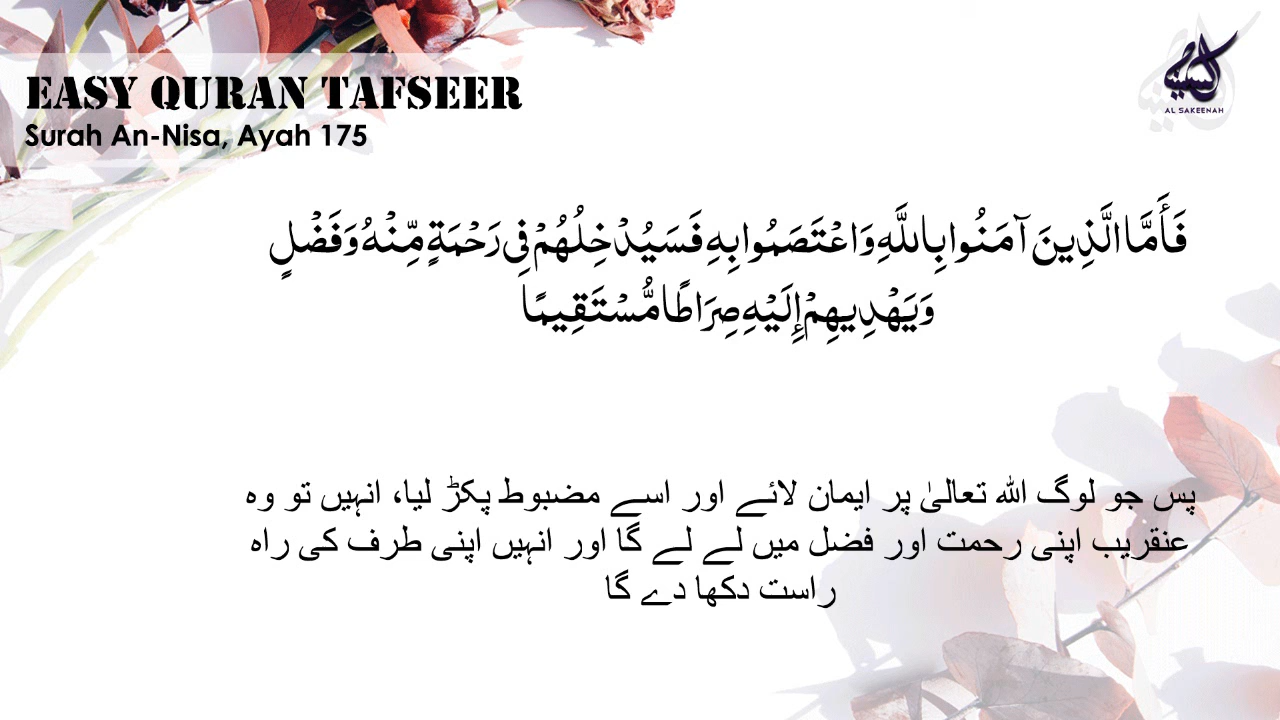 EASY QURAN TAFSEER
Surah An-Nisa, Ayah 175
AL SAKEENAH
فَأَمَّا الَّذِينَ آمَنُوا بِاللَّهِ وَاعْتَصَمُوا بِهِ فَسَيُدْخِلُهُمْ فِي رَحْمَةٍ مِّنْهُ وَفَضْلٍ
وَيَهْدِيهِمْ إِلَيْهِ صِرَاطًا مُّسْتَقِيمًا
پس جو لوگ اللہ تعالیٰ پر ایمان لائے اور اسے مضبوط پکڑ لیا، انہیں تو وہ
عنقریب اپنی رحمت اور فضل میں لے لے گا اور انہیں اپنی طرف کی راہ
راست دکھا دے گا